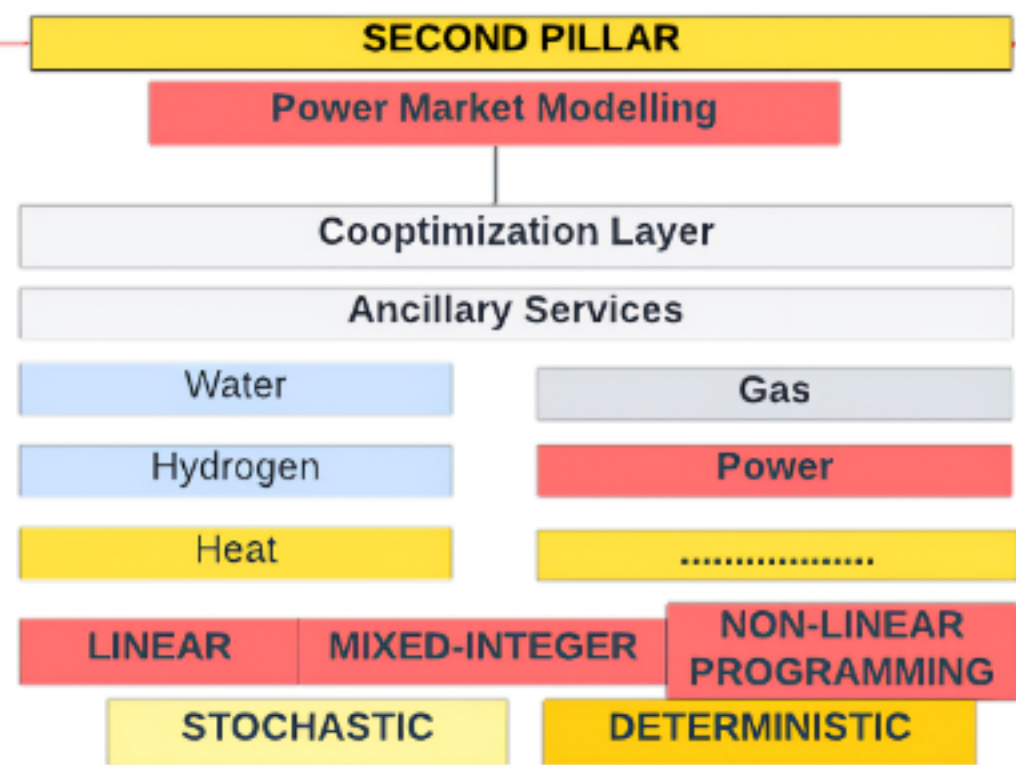 SECOND PILLAR
Power Market Modelling
Cooptimization Layer
Ancillary Services
Water
Gas
Hydrogen
Power
Heat
..................
LINEAR
MIXED-INTEGER
NON-LINEAR
PROGRAMMING
STOCHASTIC
DETERMINISTIC